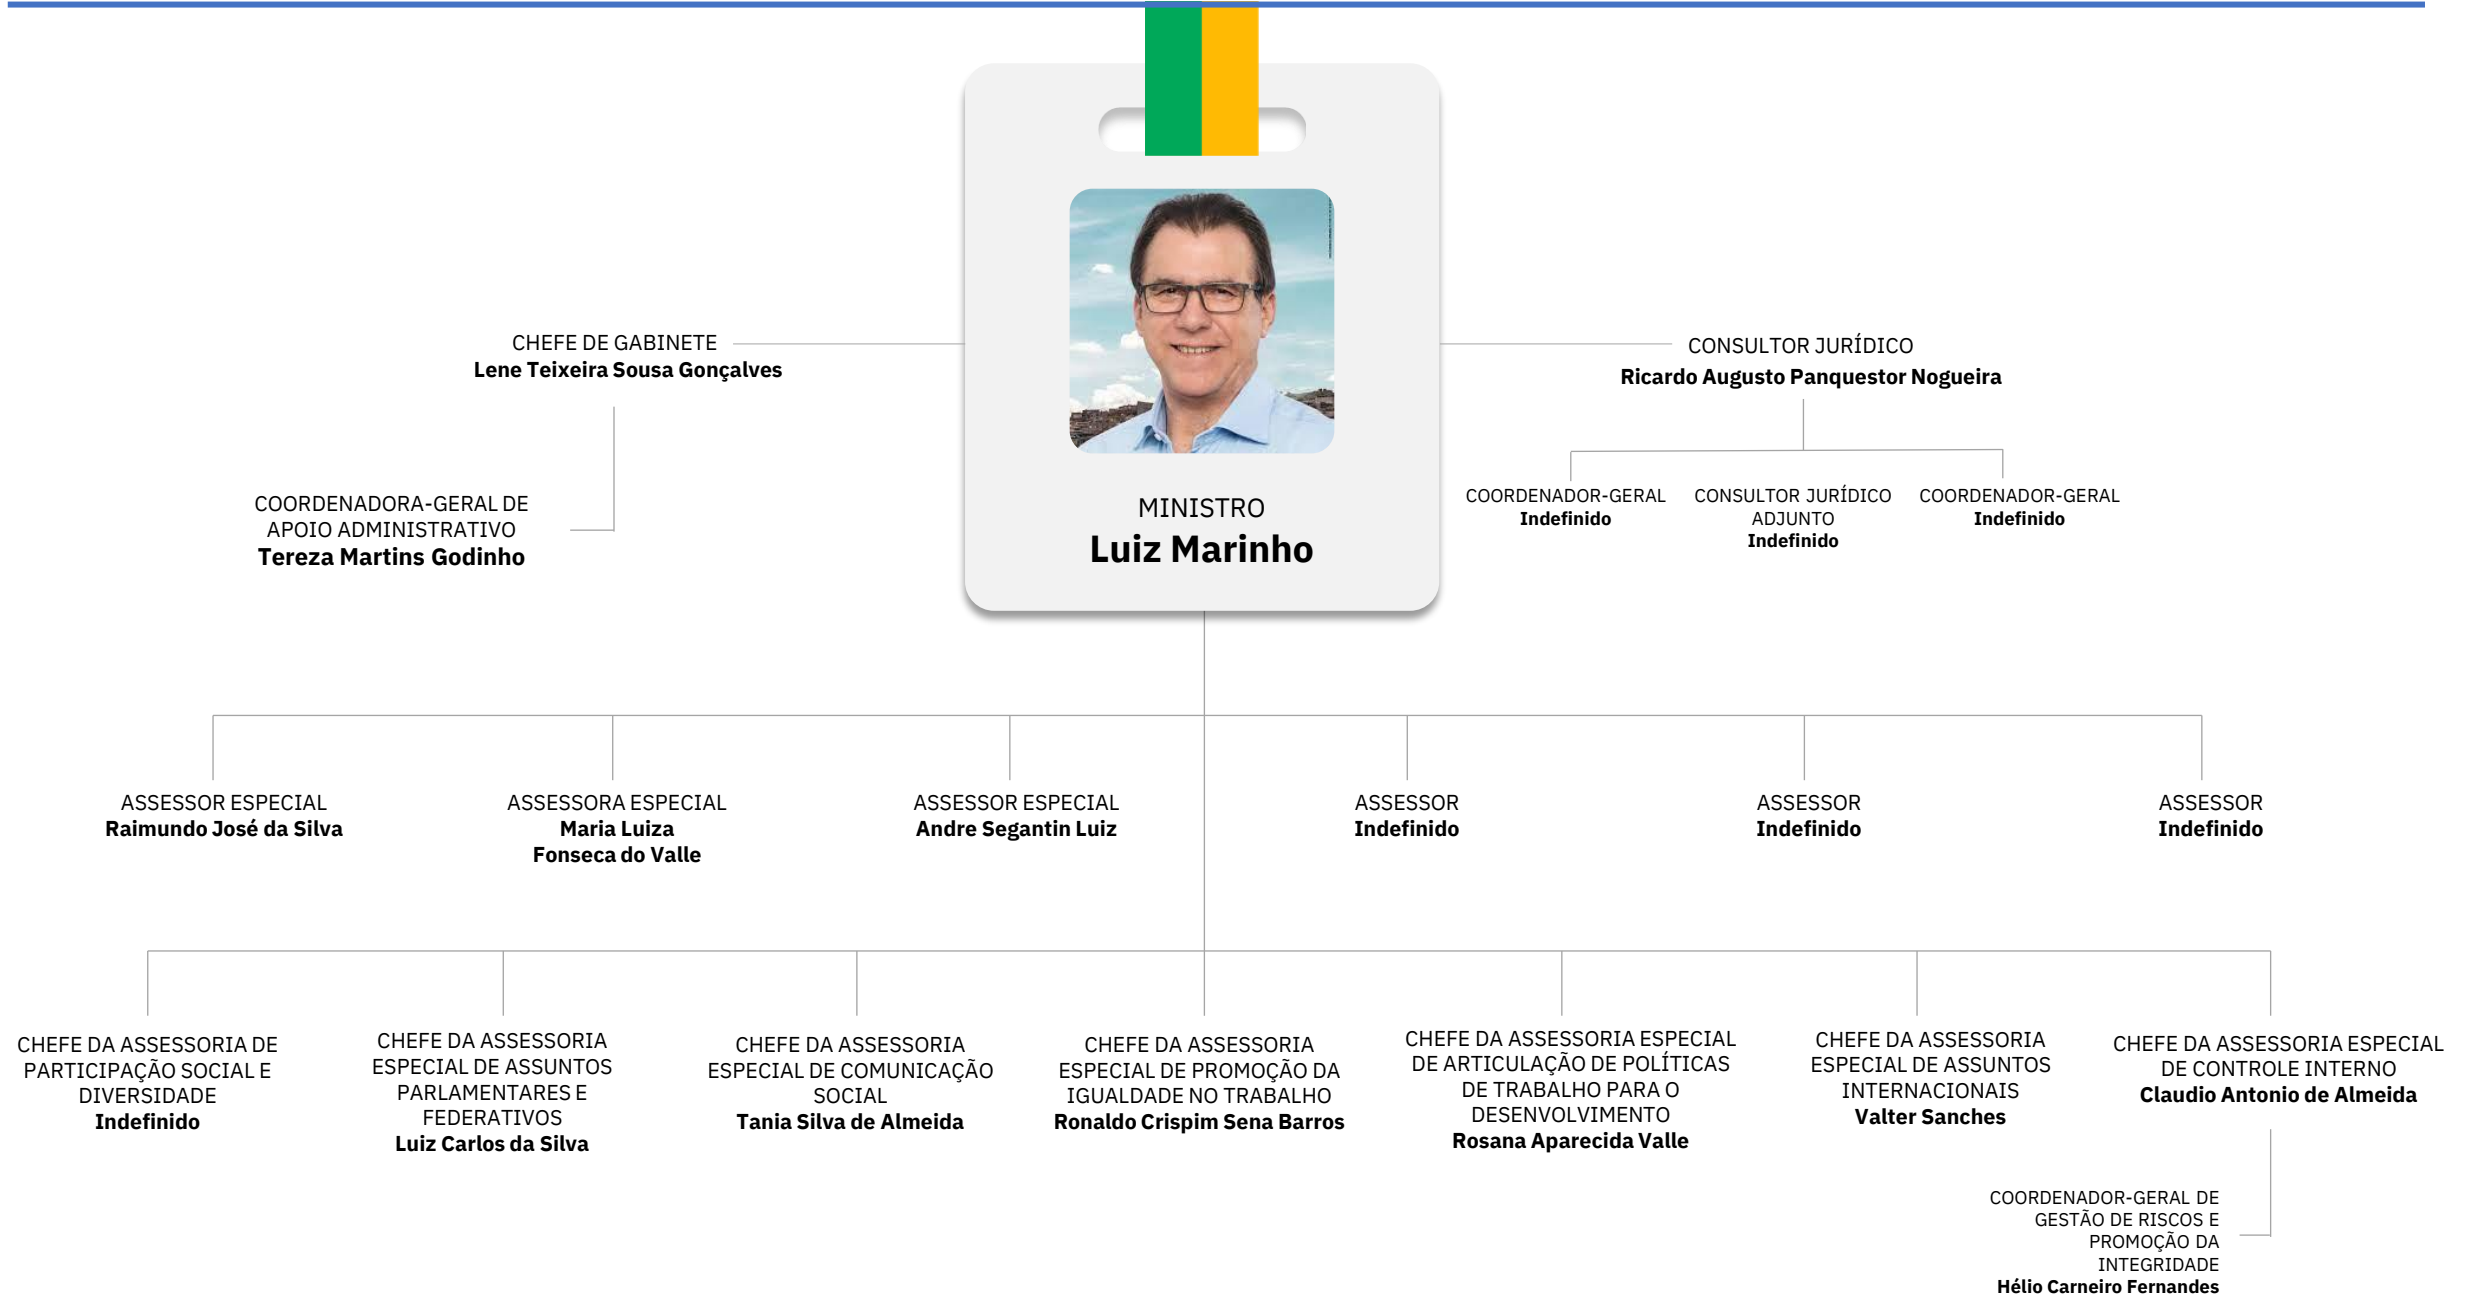 CHEFE DE GABINETE
Lene Teixeira Sousa Gonçalves
CONSULTOR JURÍDICO
Ricardo Augusto Panquestor Nogueira
COORDENADORA-GERAL DE
APOIO ADMINISTRATIVO
Tereza Martins Godinho
MINISTRO
Luiz Marinho
COORDENADOR-GERAL
Indefinido
CONSULTOR JURÍDICO
ADJUNTO
Indefinido
COORDENADOR-GERAL
Indefinido
ASSESSOR ESPECIAL
Raimundo José da Silva
ASSESSORA ESPECIAL
Maria Luiza
Fonseca do Valle
ASSESSOR ESPECIAL
Andre Segantin Luiz
ASSESSOR
Indefinido
ASSESSOR
Indefinido
ASSESSOR
Indefinido
CHEFE DA ASSESSORIA DE
PARTICIPAÇÃO SOCIAL E
DIVERSIDADE
Indefinido
CHEFE DA ASSESSORIA
ESPECIAL DE ASSUNTOS
PARLAMENTARES E
FEDERATIVOS
Luiz Carlos da Silva
CHEFE DA ASSESSORIA
ESPECIAL DE COMUNICAÇÃO
SOCIAL
Tania Silva de Almeida
CHEFE DA ASSESSORIA
ESPECIAL DE PROMOÇÃO DA
IGUALDADE NO TRABALHO
Ronaldo Crispim Sena Barros
CHEFE DA ASSESSORIA ESPECIAL
DE ARTICULAÇÃO DE POLÍTICAS
DE TRABALHO PARA O
DESENVOLVIMENTO
Rosana Aparecida Valle
CHEFE DA ASSESSORIA
ESPECIAL DE ASSUNTOS
INTERNACIONAIS
Valter Sanches
CHEFE DA ASSESSORIA ESPECIAL
DE CONTROLE INTERNO
Claudio Antonio de Almeida
COORDENADOR-GERAL DE
GESTÃO DE RISCOS E
PROMOÇÃO DA
INTEGRIDADE
Hélio Carneiro Fernandes